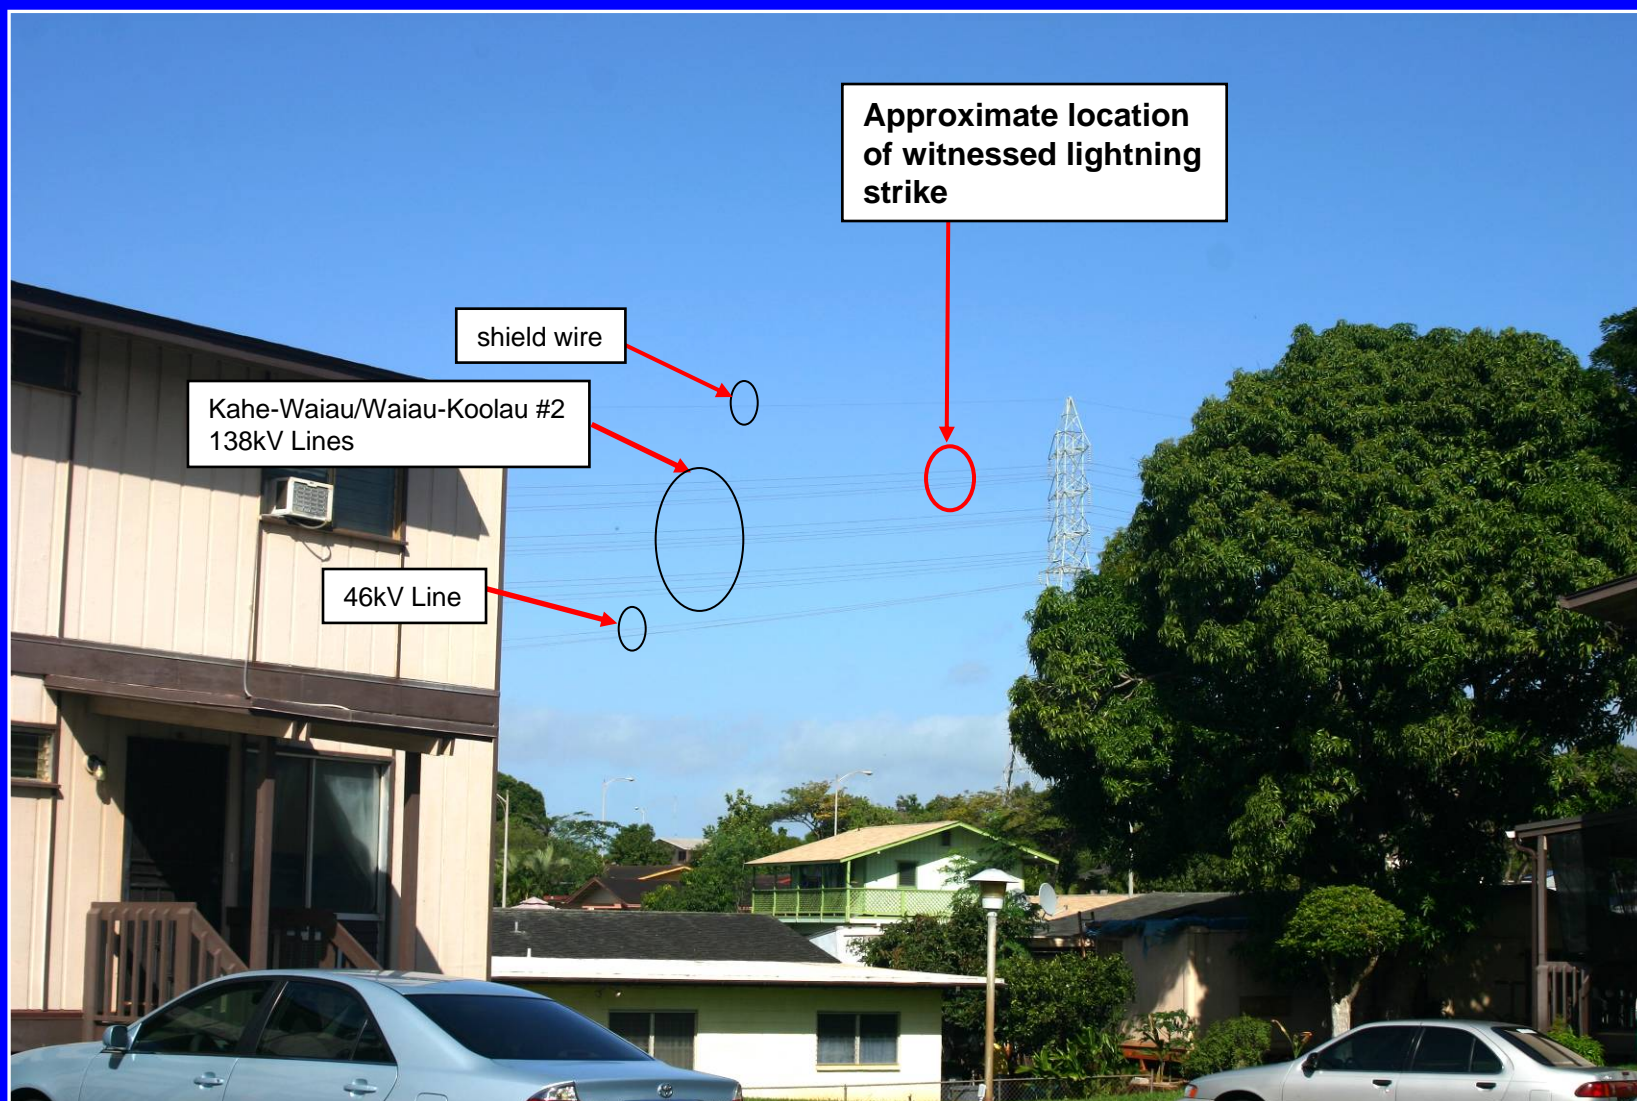 Approximate location
of witnessed lightning
strike
shield wire
Kahe-Waiau/Waiau-Koolau #2
138kV Lines
46kV Line